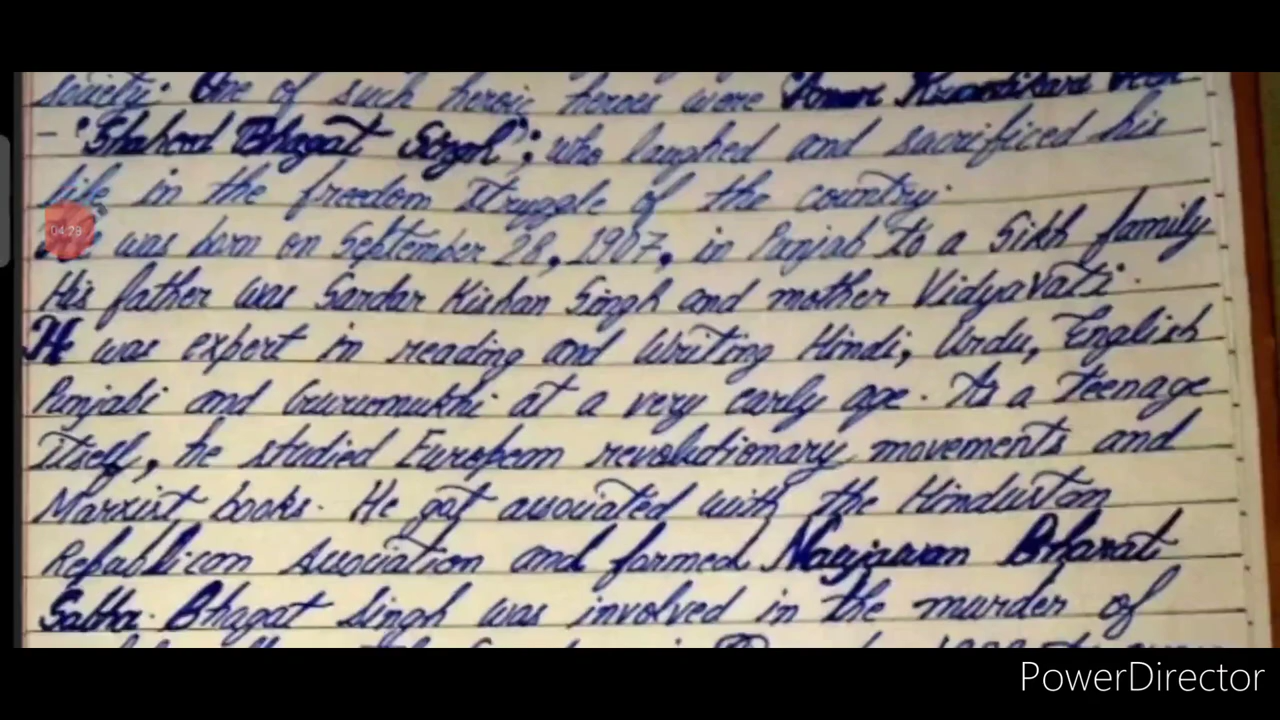 society. One of such heroic heroes were Amar Krantikari Veer
- "Shaheed Bhagat Singh"; who laughed and sacrificed his
life in the freedom struggle of the country.
04:29
He was born on September 28, 1907, in Punjab to a Sikh family
His father was Sardar Kishan Singh and mother Vidyavati.
He was expert in reading and writing Hindi, Urdu, English
Punjabi and Gurumukhi at a very early age. As a teenage
itself, he studied European revolutionary movements and
Marxist books. He got associated with the Hindustan
Republican Association and formed Naujawan Bharat
Sabha. Bhagat Singh was involved in the murder of
PowerDirector